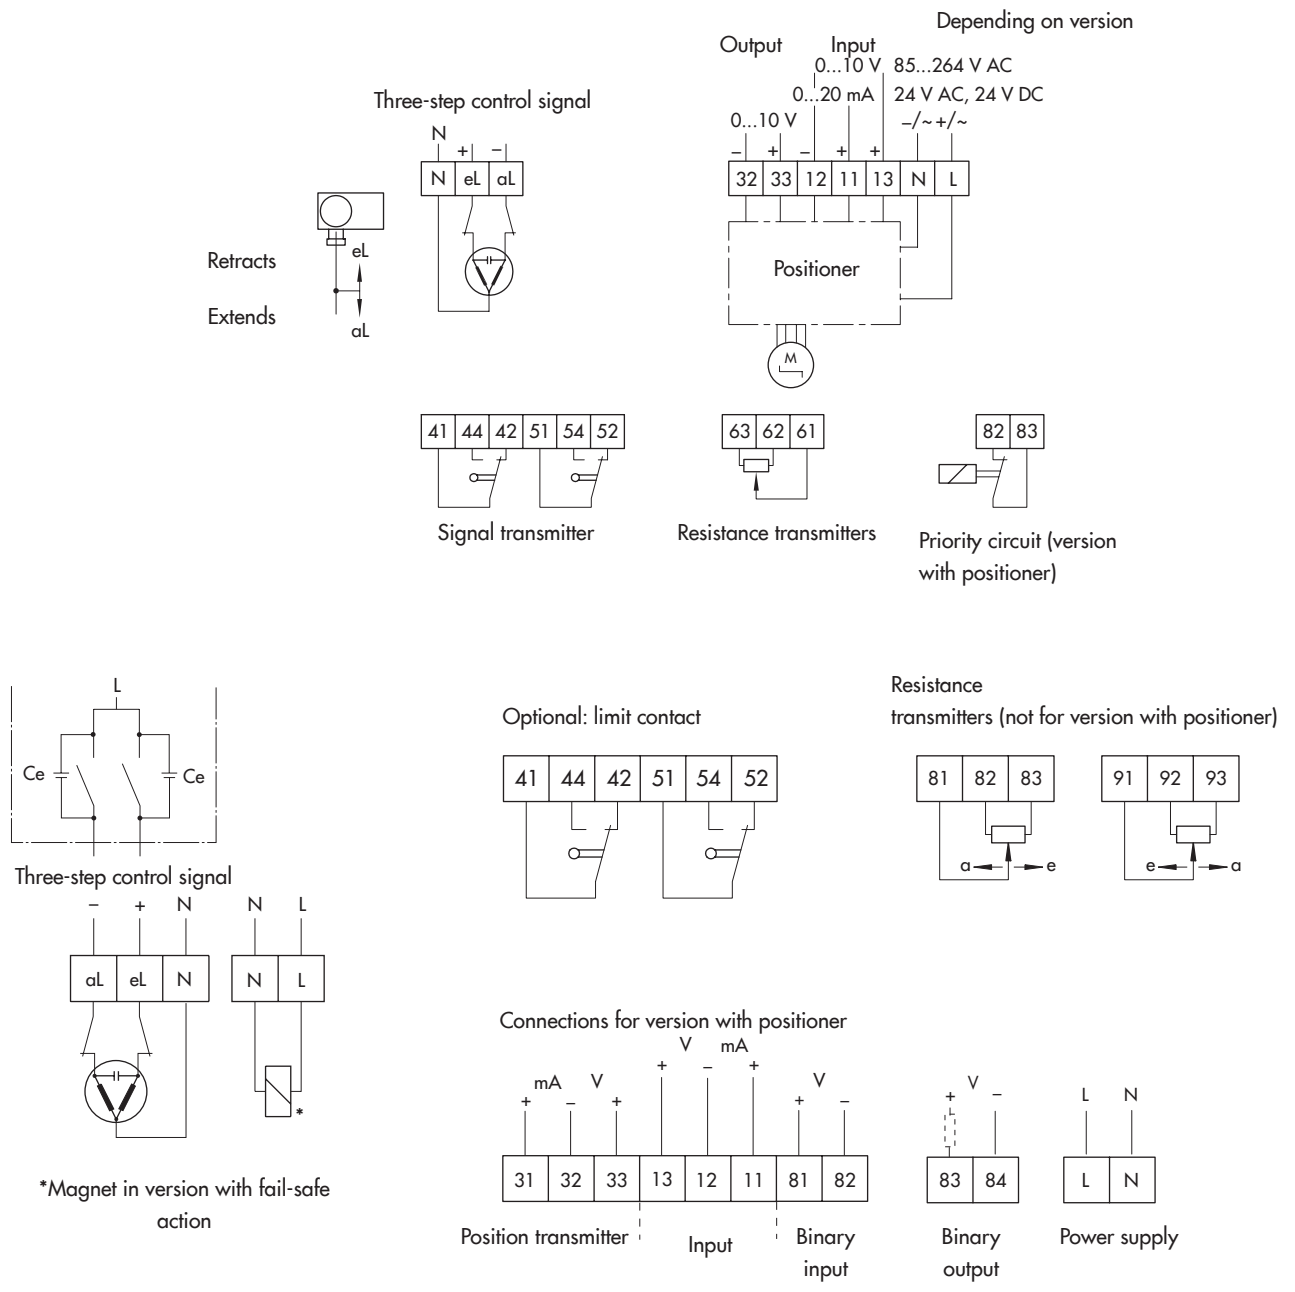 Depending on version
Output Input
0...10 V 85...264 V AC
Three-step control signal
0...20 mA 24 V AC, 24 V DC
N
0...10 V –/~ +/~
+ –
– + – + +
N eL aL
32 33 12 11 13 N L
eL
Retracts
Positioner
Extends
aL
M
41 44 42 51 54 52
63 62 61
82 83
Signal transmitter
Resistance transmitters
Priority circuit (version
with positioner)
L
Ce Ce
Three-step control signal
– + N N L
aL eL N N L
*
*Magnet in version with fail-safe
action
Optional: limit contact
41 44 42 51 54 52
Resistance
transmitters (not for version with positioner)
81 82 83 91 92 93
a e e a
Connections for version with positioner
V mA
+ – +
mA V V
+ – + + –
31 32 33 13 12 11 81 82
Position transmitter
Input
Binary
input
V
+ –
83 84
Binary
output
L N
L N
Power supply